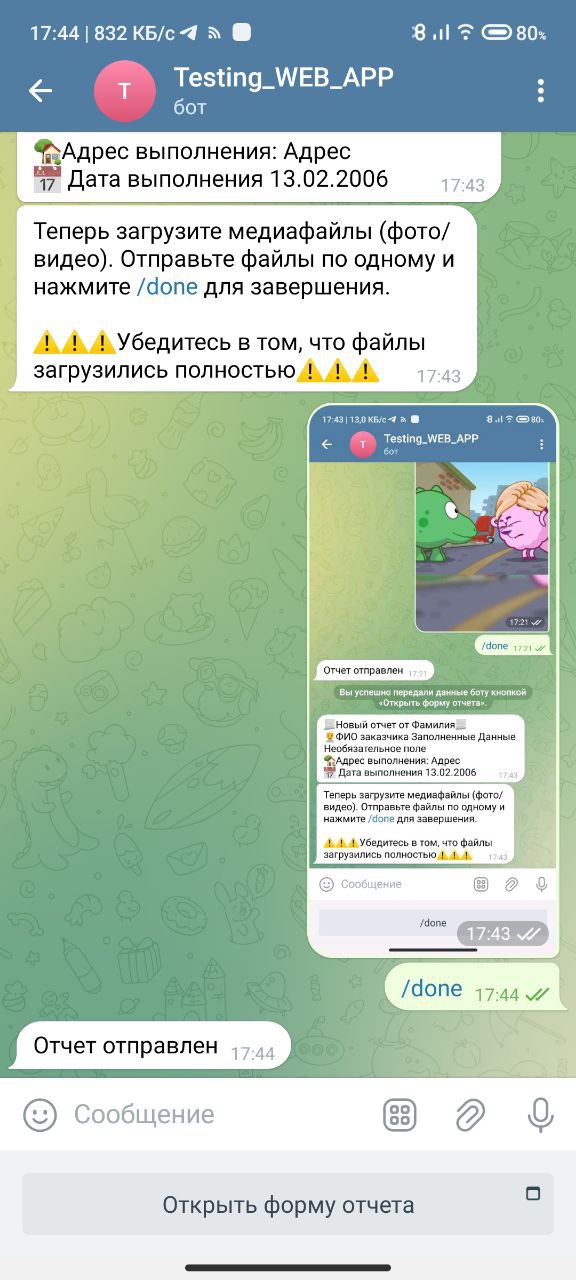 17:44 | 832 КБ/с
80%
T
Testing_WEB_APP
бот
Адрес выполнения: Адрес
JUL
17
Дата выполнения 13.02.2006
17:43
Теперь загрузите медиафайлы (фото/
видео). Отправьте файлы по одному и
нажмите /done для завершения.
Убедитесь в том, что файлы
загрузились полностью
17:43
17:43 | 13,0 КБ/с
80%
T
Testing_WEB_APP
бот
17:21
/done 17:21
Отчет отправлен 17:21
Вы успешно передали данные боту кнопкой
«Открыть форму отчета».
Новый отчет от Фамилия
ФИО заказчика Заполненные Данные
Необязательное поле
Адрес выполнения: Адрес
17
Дата выполнения 13.02.2006
17:43
Теперь загрузите медиафайлы (фото/
видео). Отправьте файлы по одному и
нажмите /done для завершения.
Убедитесь в том, что файлы
загрузились полностью
17:43
Сообщение
/done
17:43
/done 17:44
Отчет отправлен 17:44
Сообщение
Открыть форму отчета